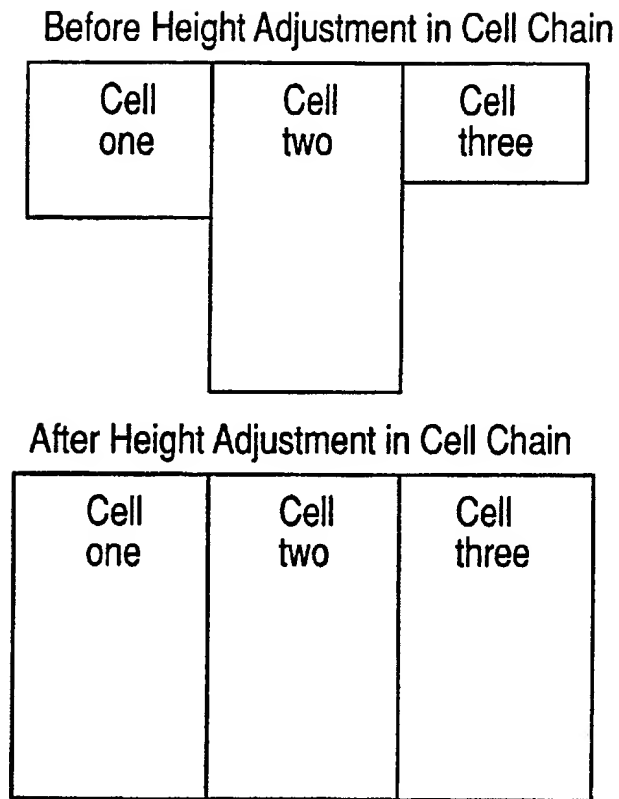 Before Height Adjustment in Cell Chain
Cell
one
Cell
two
Cell
three
After Height Adjustment in Cell Chain
Cell
one
Cell
two
Cell
three